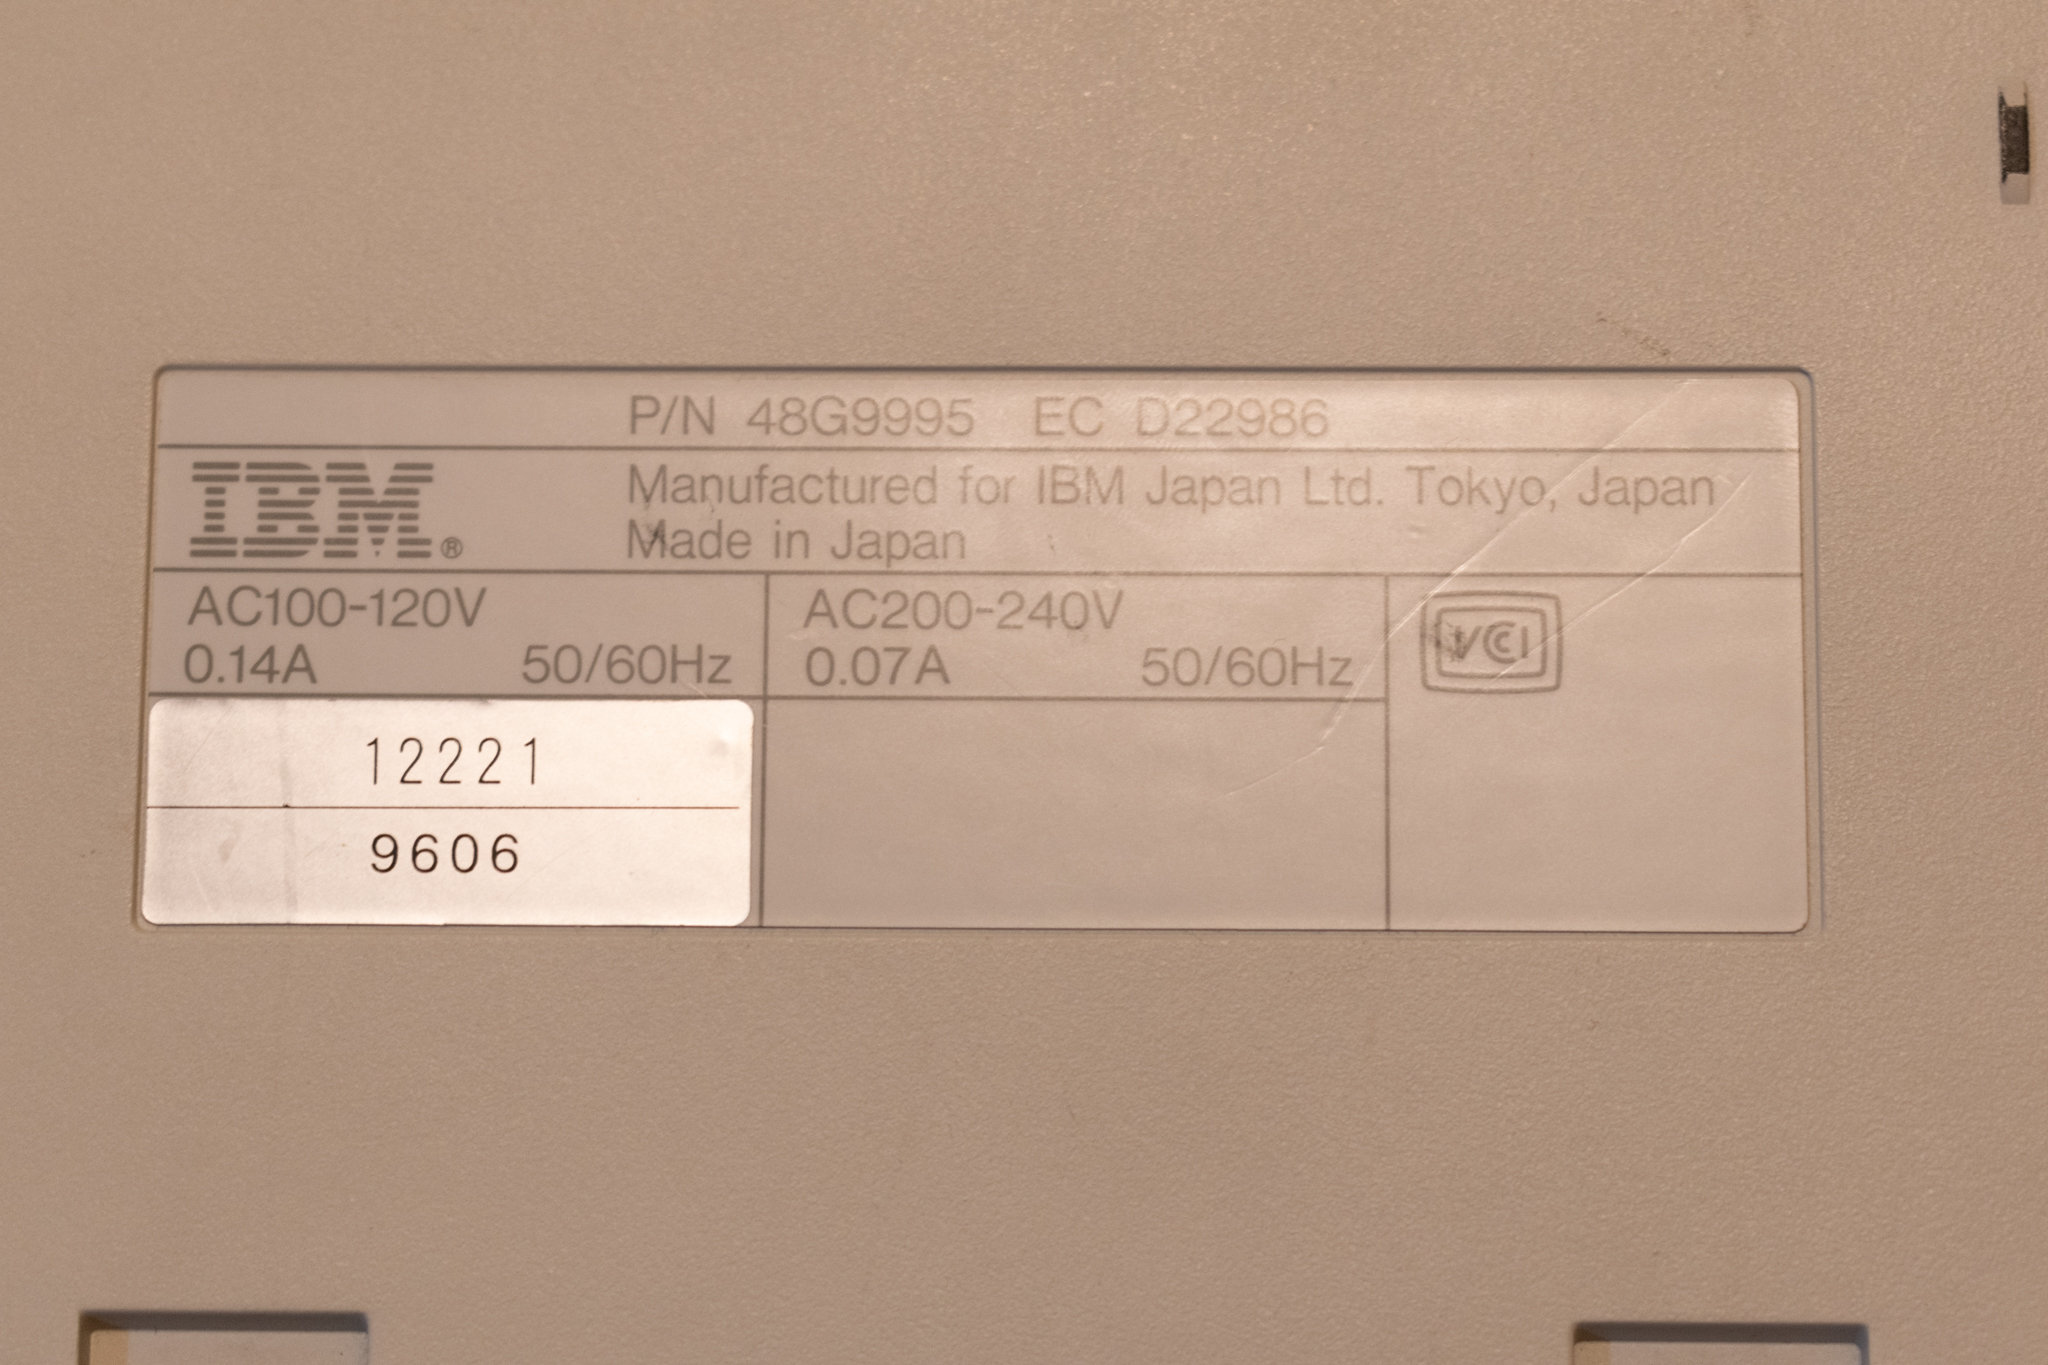 P/N 48G9995 EC D22986
IBM®
Manufactured for IBM Japan Ltd. Tokyo, Japan
Made in Japan
AC100-120V
0.14A 50/60Hz
AC200-240V
0.07A 50/60Hz
VCCI
12221
9606